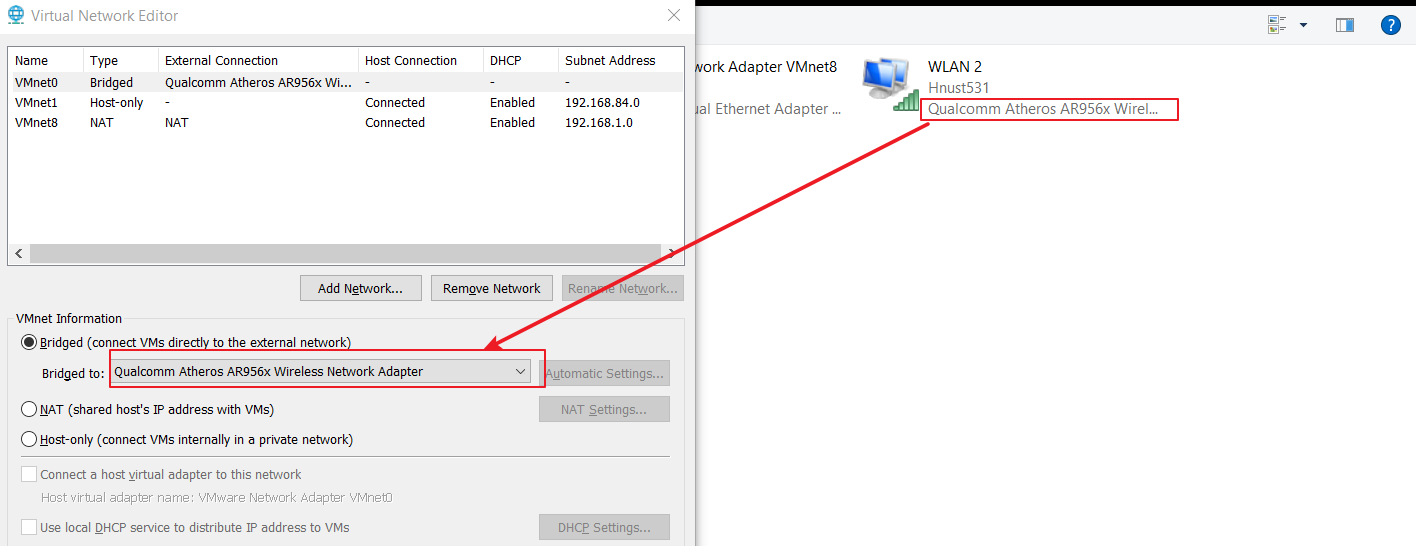 Virtual Network Editor
Name Type External Connection Host Connection DHCP Subnet Address
VMnet0 Bridged Qualcomm Atheros AR956x Wi... - - -
VMnet1 Host-only - Connected Enabled 192.168.84.0
VMnet8 NAT NAT Connected Enabled 192.168.1.0
Add Network... Remove Network Rename Network...
VMnet Information
Bridged (connect VMs directly to the external network)
Bridged to: Qualcomm Atheros AR956x Wireless Network Adapter Automatic Settings...
NAT (shared host's IP address with VMs) NAT Settings...
Host-only (connect VMs internally in a private network)
Connect a host virtual adapter to this network
Host virtual adapter name: VMware Network Adapter VMnet0
Use local DHCP service to distribute IP address to VMs DHCP Settings...
?
work Adapter VMnet8
ual Ethernet Adapter ...
WLAN 2
Hnust531
Qualcomm Atheros AR956x Wirel...